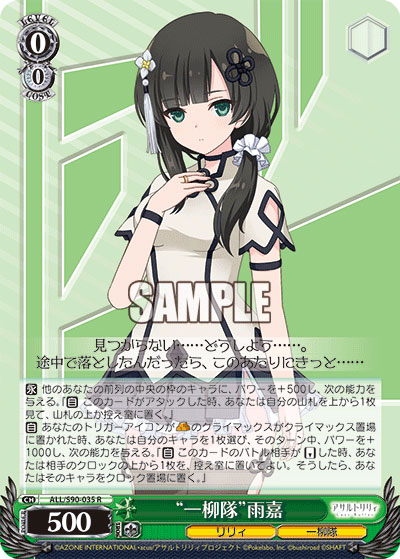 LEVEL
0
0
COST
SAMPLE
見つからない……どうしよう……。
途中で落としたんだったら、このあたりにきっと……
永 他のあなたの前列の中央の枠のキャラに、パワーを+500し、次の能力を
与える。『自 このカードがアタックした時、あなたは自分の山札を上から1枚
見て、山札の上か控え室に置く。』
自 あなたのトリガーアイコンが のクライマックスがクライマックス置場
に置かれた時、あなたは自分のキャラを1枚選び、そのターン中、パワーを+
1000し、次の能力を与える。『自 このカードのバトル相手が した時、あな
たは相手のクロックの上から1枚を、控え室に置いてよい。そうしたら、あなた
はそのキャラをクロック置場に置く。』
CH ALL/S90-035 R
500
“一柳隊”雨嘉
リリィ
一柳隊
アサルトリリィ
©AZONE INTERNATIONAL・acus/アサルトリリィプロジェクト ©Pokelabo, Inc. ©bushiroad ©SHAFT